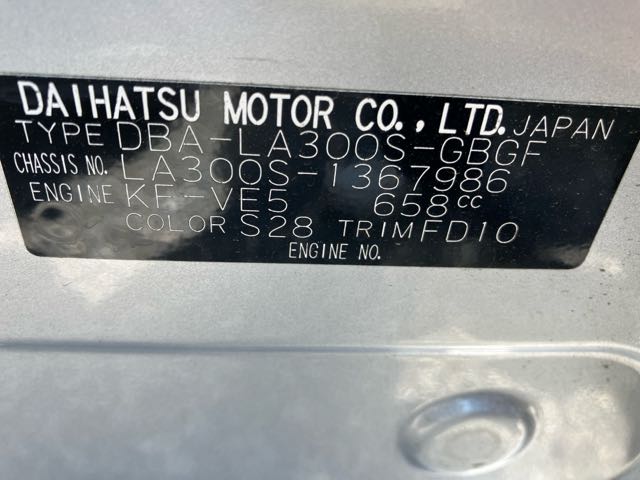 DAIHATSU MOTOR CO., LTD. JAPAN
TYPE DBA-LA300S-GBGF
CHASSIS NO. LA300S-1367986
ENGINE KF-VE5 658cc
COLOR S28 TRIM FD10
ENGINE NO.